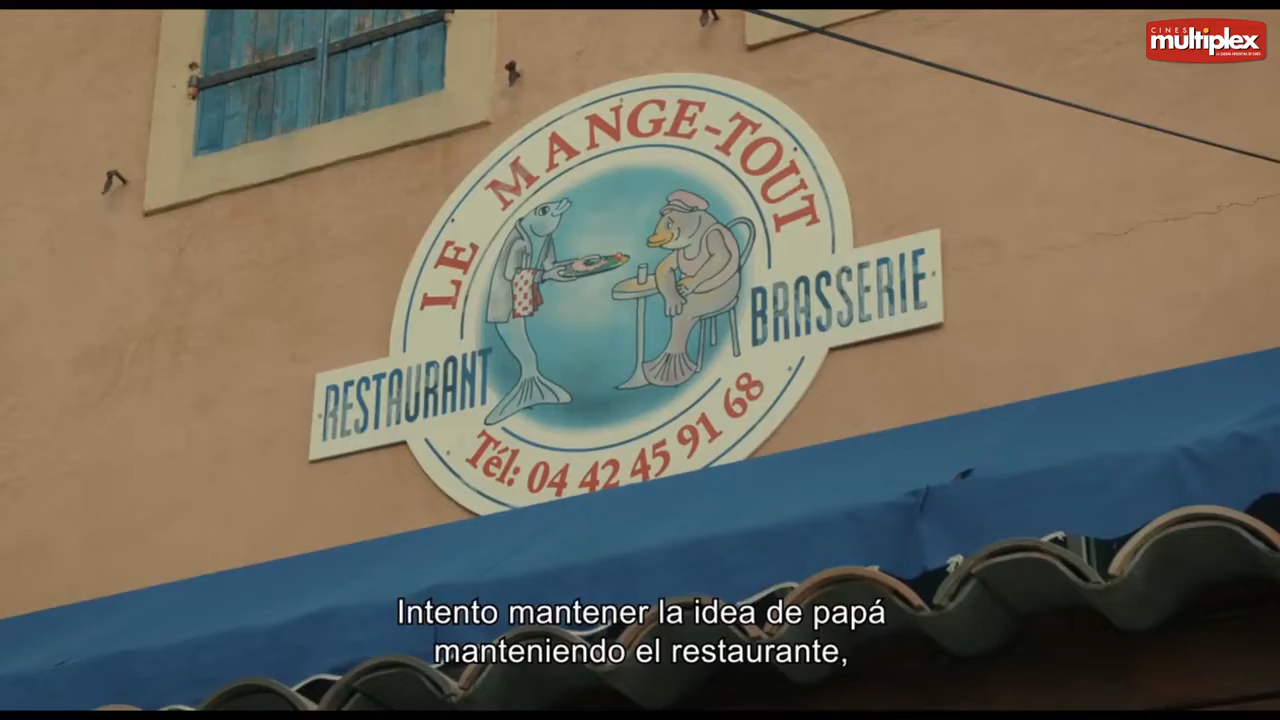 CINES
multiplex
LE MANGE-TOUT
RESTAURANT
BRASSERIE
Tél: 04 42 45 91 68
Intento mantener la idea de papá
manteniendo el restaurante,